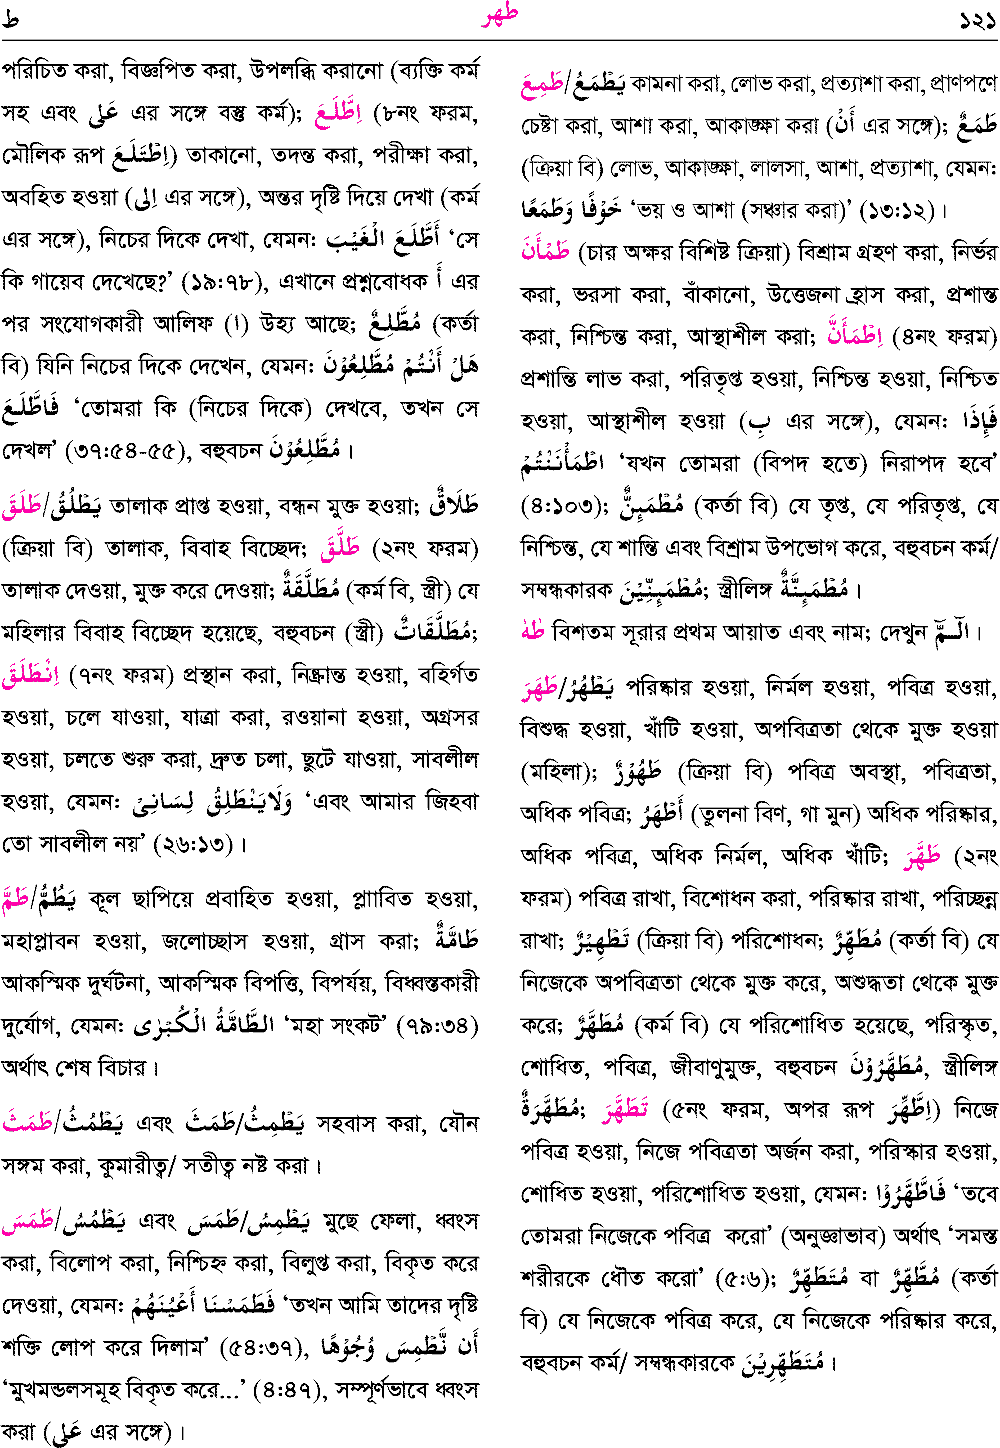 ط طهر ১২১
পরিচিত করা, বিজ্ঞপিত করা, উপলব্ধি করানো (ব্যক্তি কর্ম
সহ এবং عَلٰى এর সঙ্গে বস্তু কর্ম); اِطَّلَعَ (৮নং ফরম,
মৌলিক রূপ اِطْتَلَعَ) তাকানো, তদন্ত করা, পরীক্ষা করা,
অবহিত হওয়া (اِلٰى এর সঙ্গে), অন্তর দৃষ্টি দিয়ে দেখা (কর্ম
এর সঙ্গে), নিচের দিকে দেখা, যেমন: اَطَّلَعَ الْغَيْبَ ‘সে
কি গায়েব দেখেছে?’ (১৯:৭৮), এখানে প্রশ্নবোধক أ এর
পর সংযোগকারী আলিফ (ا) উহ্য আছে; مُطَّلِعٌ (কর্তা
বি) যিনি নিচের দিকে দেখেন, যেমন: هَلْ اَنْتُمْ مُطَّلِعُوْنَ
فَاطَّلَعَ ‘তোমরা কি (নিচের দিকে) দেখবে, তখন সে
দেখল’ (৩৭:৫৪-৫৫), বহুবচন مُطَّلِعُوْنَ ।
طَلَقَ/يَطْلُقُ তালাক প্রাপ্ত হওয়া, বন্ধন মুক্ত হওয়া; طَلَاقٌ
(ক্রিয়া বি) তালাক, বিবাহ বিচ্ছেদ; طَلَّقَ (২নং ফরম)
তালাক দেওয়া, মুক্ত করে দেওয়া; مُطَلَّقَةٌ (কর্ম বি, স্ত্রী) যে
মহিলার বিবাহ বিচ্ছেদ হয়েছে, বহুবচন (স্ত্রী) مُطَلَّقَاتٌ;
اِنْطَلَقَ (৭নং ফরম) প্রস্থান করা, নিষ্ক্রান্ত হওয়া, বহির্গত
হওয়া, চলে যাওয়া, যাত্রা করা, রওয়ানা হওয়া, অগ্রসর
হওয়া, চলতে শুরু করা, দ্রুত চলা, ছুটে যাওয়া, সাবলীল
হওয়া, যেমন: وَلَايَنْطَلِقُ لِسَانِيْ ‘এবং আমার জিহবা
তো সাবলীল নয়’ (২৬:১৩)।
طَمَّ/يَطُمُّ কূল ছাপিয়ে প্রবাহিত হওয়া, প্লাবিত হওয়া,
মহাপ্লাবন হওয়া, জলোচ্ছাস হওয়া, গ্রাস করা; طَامَّةٌ
আকস্মিক দুর্ঘটনা, আকস্মিক বিপত্তি, বিপর্যয়, বিধ্বস্তকারী
দুর্যোগ, যেমন: الطَّامَّةُ الْكُبَرٰى ‘মহা সংকট’ (৭৯:৩৪)
অর্থাৎ শেষ বিচার।
طَمَثَ/يَطْمُثُ এবং طَمَثَ/يَطْمِثُ সহবাস করা, যৌন
সঙ্গম করা, কুমারীত্ব/ সতীত্ব নষ্ট করা।
طَمَسَ/يَطْمُسُ এবং طَمَسَ/يَطْمِسُ মুছে ফেলা, ধ্বংস
করা, বিলোপ করা, নিশ্চিহ্ন করা, বিলুপ্ত করা, বিকৃত করে
দেওয়া, যেমন: فَطَمَسْنَا اَعْيُنَهُمْ ‘তখন আমি তাদের দৃষ্টি
শক্তি লোপ করে দিলাম’ (৫৪:৩৭), اَن نَّطْمِسَ وُجُوْهًا
‘মুখমন্ডলসমূহ বিকৃত করে...’ (৪:৪৭), সম্পূর্ণভাবে ধ্বংস
করা (عَلٰى এর সঙ্গে)।
طَمِعَ/يَطْمَعُ কামনা করা, লোভ করা, প্রত্যাশা করা, প্রাণপণে
চেষ্টা করা, আশা করা, আকাঙ্ক্ষা করা (اَنْ এর সঙ্গে); طَمَعٌ
(ক্রিয়া বি) লোভ, আকাঙ্ক্ষা, লালসা, আশা, প্রত্যাশা, যেমন:
خَوْفًا وَطَمَعًا ‘ভয় ও আশা (সঞ্চার করা)’ (১৩:১২)।
طَمْأَنَ (চার অক্ষর বিশিষ্ট ক্রিয়া) বিশ্রাম গ্রহণ করা, নির্ভর
করা, ভরসা করা, বাঁকানো, উত্তেজনা হ্রাস করা, প্রশান্ত
করা, নিশ্চিন্ত করা, আস্থাশীল করা; اِطْمَأَنَّ (৪নং ফরম)
প্রশান্তি লাভ করা, পরিতৃপ্ত হওয়া, নিশ্চিন্ত হওয়া, নিশ্চিত
হওয়া, আস্থাশীল হওয়া (بِ এর সঙ্গে), যেমন: فَاِذَا
اطْمَأْنَنْتُمْ ‘যখন তোমরা (বিপদ হতে) নিরাপদ হবে’
(৪:১০৩); مُطْمَىِٕنٌّ (কর্তা বি) যে তৃপ্ত, যে পরিতৃপ্ত, যে
নিশ্চিন্ত, যে শান্তি এবং বিশ্রাম উপভোগ করে, বহুবচন কর্ম/
সম্বন্ধকারক مُطْمَىِٕنِّيْنَ; স্ত্রীলিঙ্গ مُطْمَىِٕنَّةٌ ।
طٰهٰ বিশতম সূরার প্রথম আয়াত এবং নাম; দেখুন الٓـمّٓ ।
طَهَرَ/يَطْهُرُ পরিষ্কার হওয়া, নির্মল হওয়া, পবিত্র হওয়া,
বিশুদ্ধ হওয়া, খাঁটি হওয়া, অপবিত্রতা থেকে মুক্ত হওয়া
(মহিলা); طَهُوْرٌ (ক্রিয়া বি) পবিত্র অবস্থা, পবিত্রতা,
অধিক পবিত্র; اَطْهَرُ (তুলনা বিণ, গা মুন) অধিক পরিষ্কার,
অধিক পবিত্র, অধিক নির্মল, অধিক খাঁটি; طَهَّرَ (২নং
ফরম) পবিত্র রাখা, বিশোধন করা, পরিষ্কার রাখা, পরিচ্ছন্ন
রাখা; تَطْهِيْرٌ (ক্রিয়া বি) পরিশোধন; مُطَهِّرٌ (কর্তা বি) যে
নিজেকে অপবিত্রতা থেকে মুক্ত করে, অশুদ্ধতা থেকে মুক্ত
করে; مُطَهَّرٌ (কর্ম বি) যে পরিশোধিত হয়েছে, পরিস্কৃত,
শোধিত, পবিত্র, জীবাণুমুক্ত, বহুবচন مُطَهَّرُوْنَ, স্ত্রীলিঙ্গ
مُطَهَّرَةٌ; تَطَهَّرَ (৫নং ফরম, অপর রূপ اِطَّهَّرَ) নিজে
পবিত্র হওয়া, নিজে পবিত্রতা অর্জন করা, পরিস্কার হওয়া,
শোধিত হওয়া, পরিশোধিত হওয়া, যেমন: فَاطَّهَّرُوْا ‘তবে
তোমরা নিজেকে পবিত্র করো’ (অনুজ্ঞাভাব) অর্থাৎ ‘সমস্ত
শরীরকে ধৌত করো’ (৫:৬); مُتَطَهِّرٌ বা مُطَّهِّرٌ (কর্তা
বি) যে নিজেকে পবিত্র করে, যে নিজেকে পরিষ্কার করে,
বহুবচন কর্ম/ সম্বন্ধকারকে مُتَطَهِّرِيْنَ ।